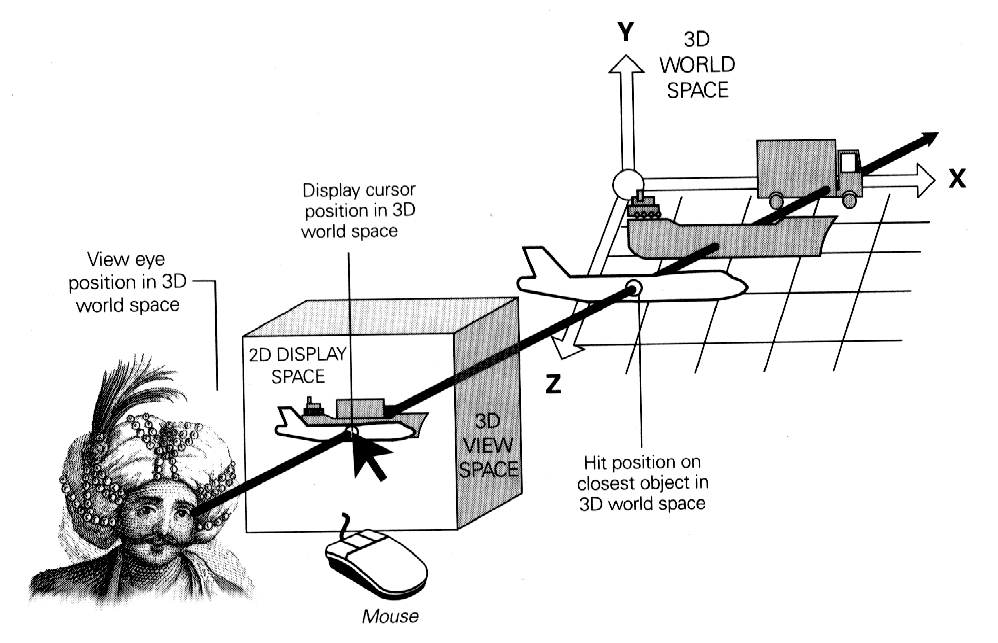 Y
3D
WORLD
SPACE
X
Display cursor
position in 3D
world space
View eye
position in 3D
world space
2D DISPLAY
SPACE
Z
3D
VIEW
SPACE
Hit position on
closest object in
3D world space
Mouse